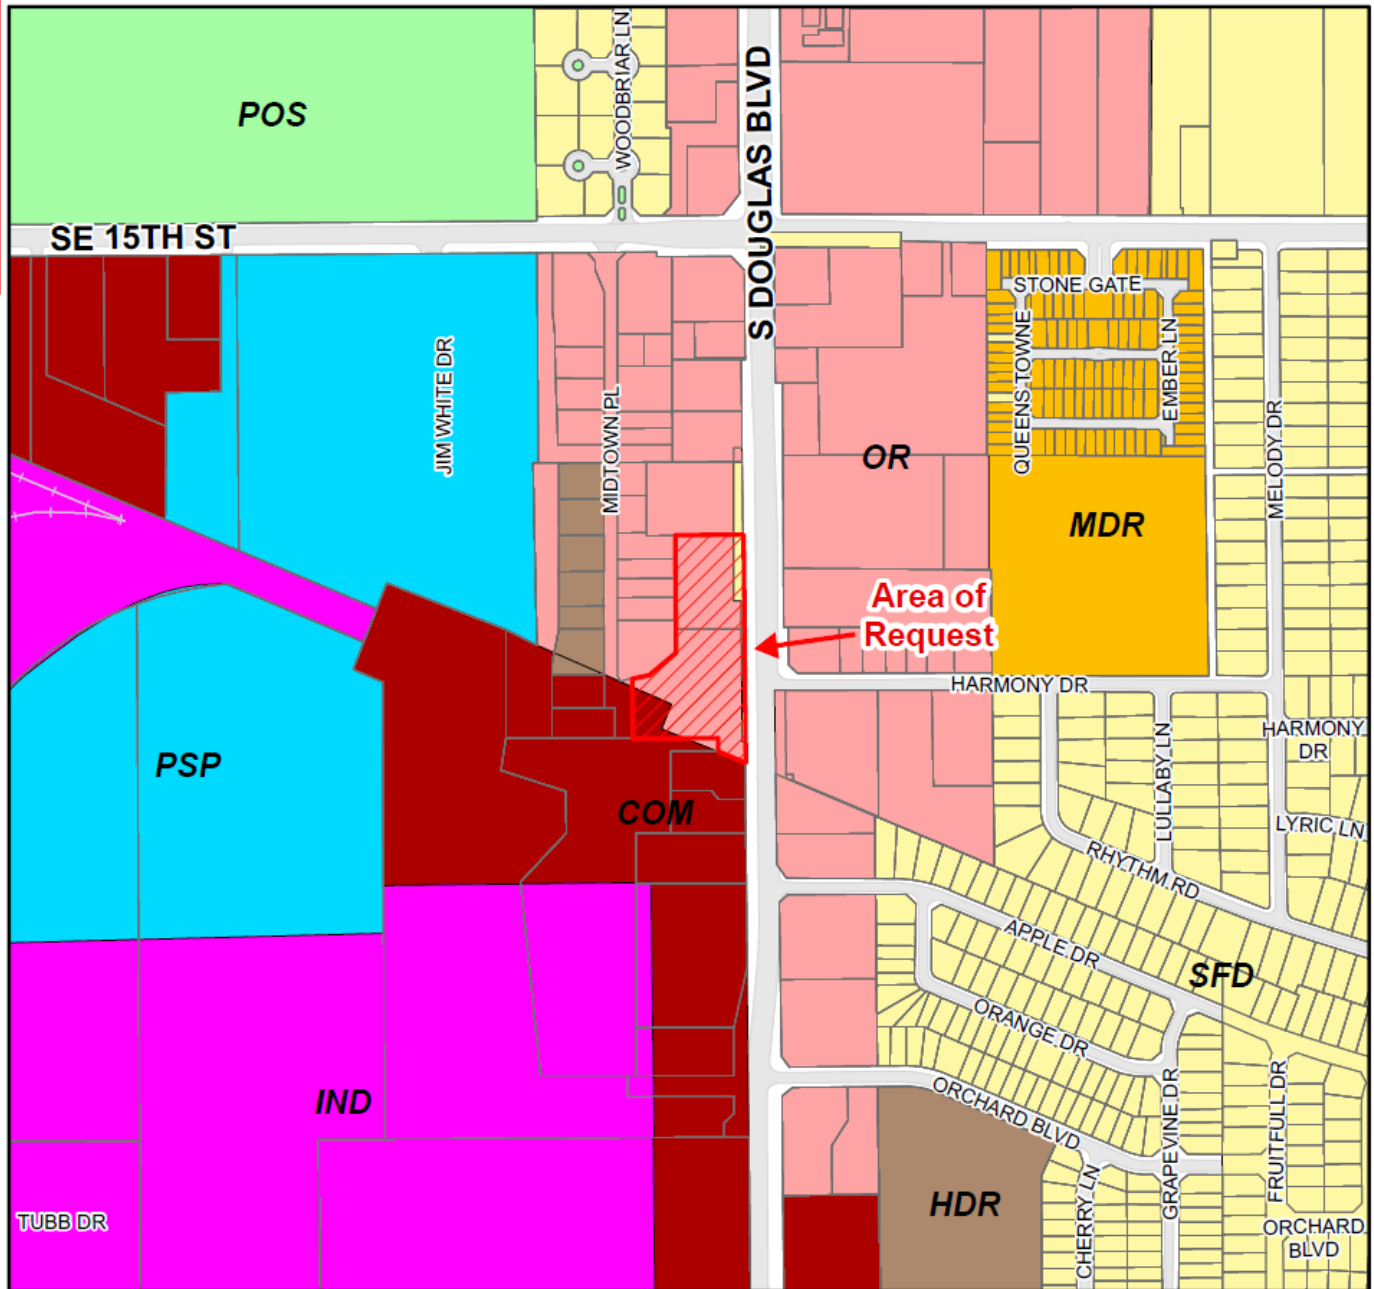 WOODBRIAR LN
S DOUGLAS BLVD
POS
SE 15TH ST
STONE GATE
QUEENS TOWNE
EMBER LN
JIM WHITE DR
MIDTOWN PL
MELODY DR
OR
MDR
Area of
Request
HARMONY DR
HARMONY
DR
LULLABY LN
PSP
COM
LYRIC LN
RHYTHM RD
APPLE DR
SFD
ORANGE DR
IND
ORCHARD BLVD
GRAPEVINE DR
FRUITFULL DR
HDR
CHERRY LN
TUBB DR
ORCHARD
BLVD